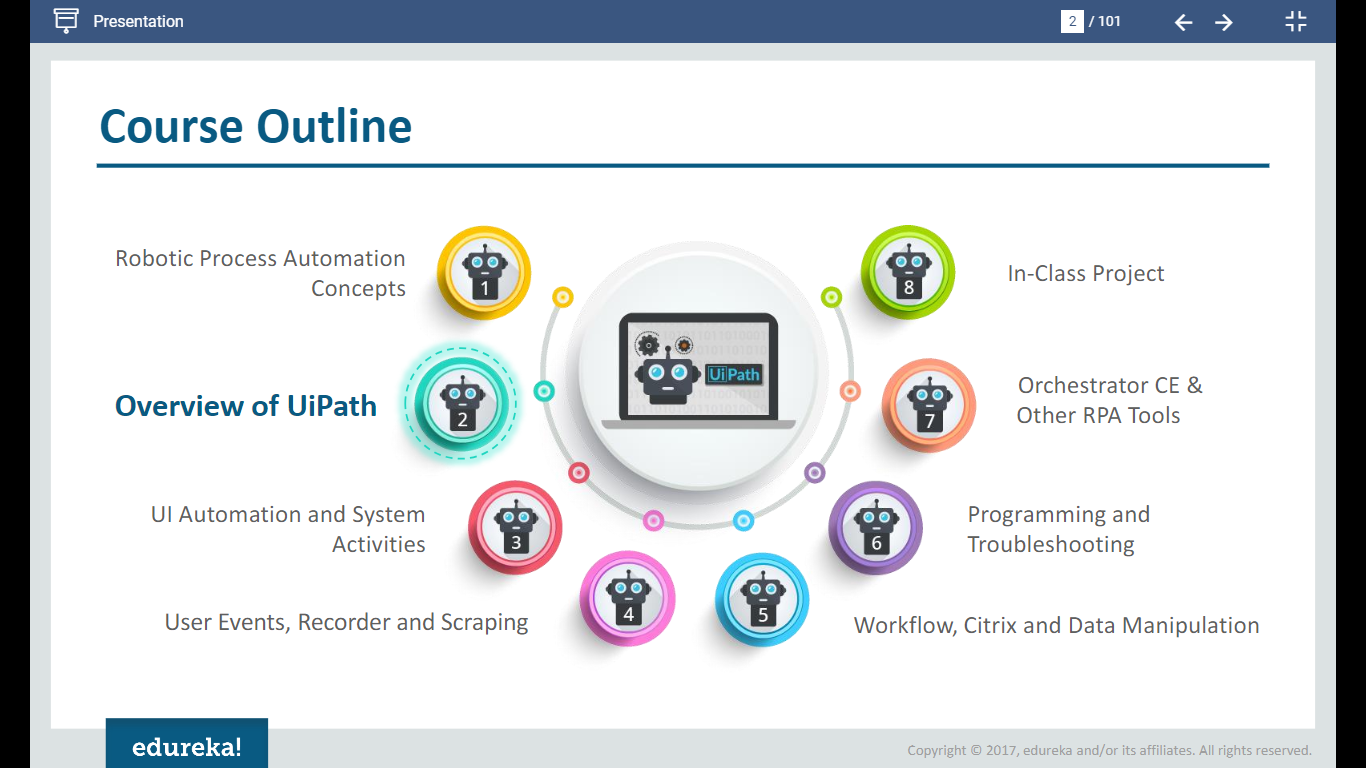 Presentation
2 / 101
Course Outline
Robotic Process Automation
Concepts
1
Overview of UiPath
2
UI Automation and System
Activities
3
User Events, Recorder and Scraping
4
5
Workflow, Citrix and Data Manipulation
6
Programming and
Troubleshooting
7
Orchestrator CE &
Other RPA Tools
8
In-Class Project
UiPath
edureka!
Copyright © 2017, edureka and/or its affiliates. All rights reserved.